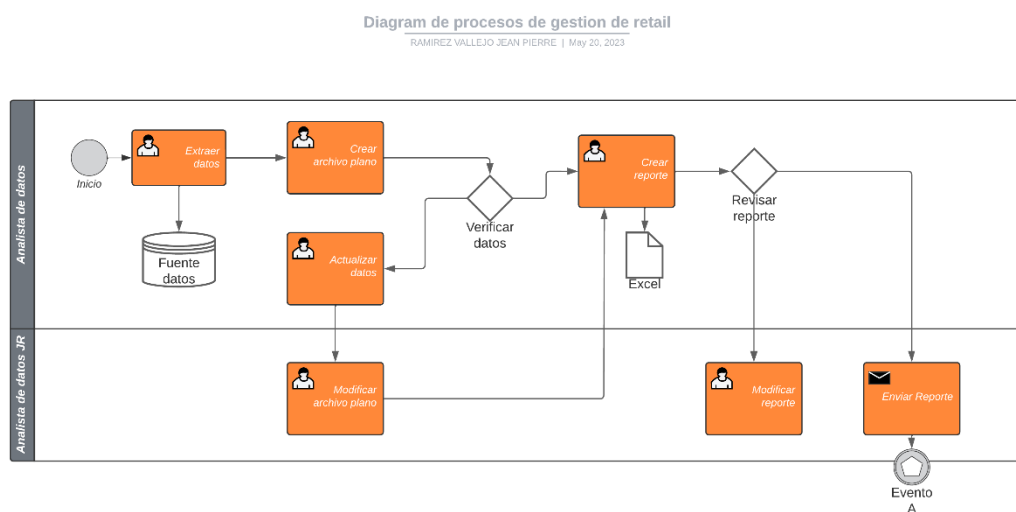 Diagram de procesos de gestion de retail
RAMIREZ VALLEJO JEAN PIERRE | May 20, 2023
Analista de datos
Inicio
Extraer
datos
Fuente
datos
Crear
archivo plano
Actualizar
datos
Verificar
datos
Crear
reporte
Excel
Revisar
reporte
Analista de datos JR
Modificar
archivo plano
Modificar
reporte
Enviar Reporte
Evento
A